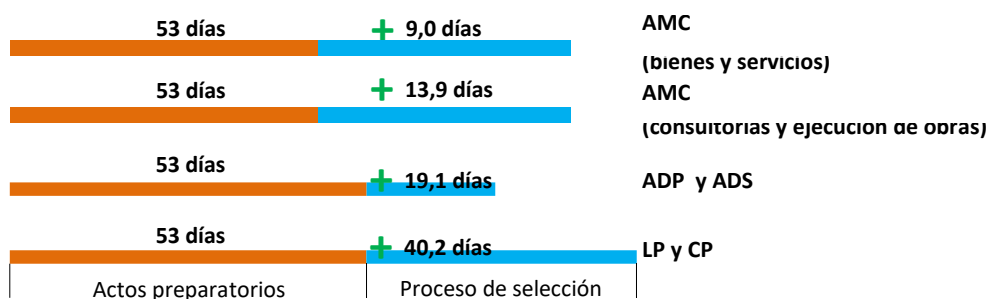 53 días + 9,0 días AMC
(bienes y servicios)
53 días + 13,9 días AMC
(consultorías y ejecución de obras)
53 días + 19,1 días ADP y ADS
53 días + 40,2 días LP y CP
Actos preparatorios Proceso de selección